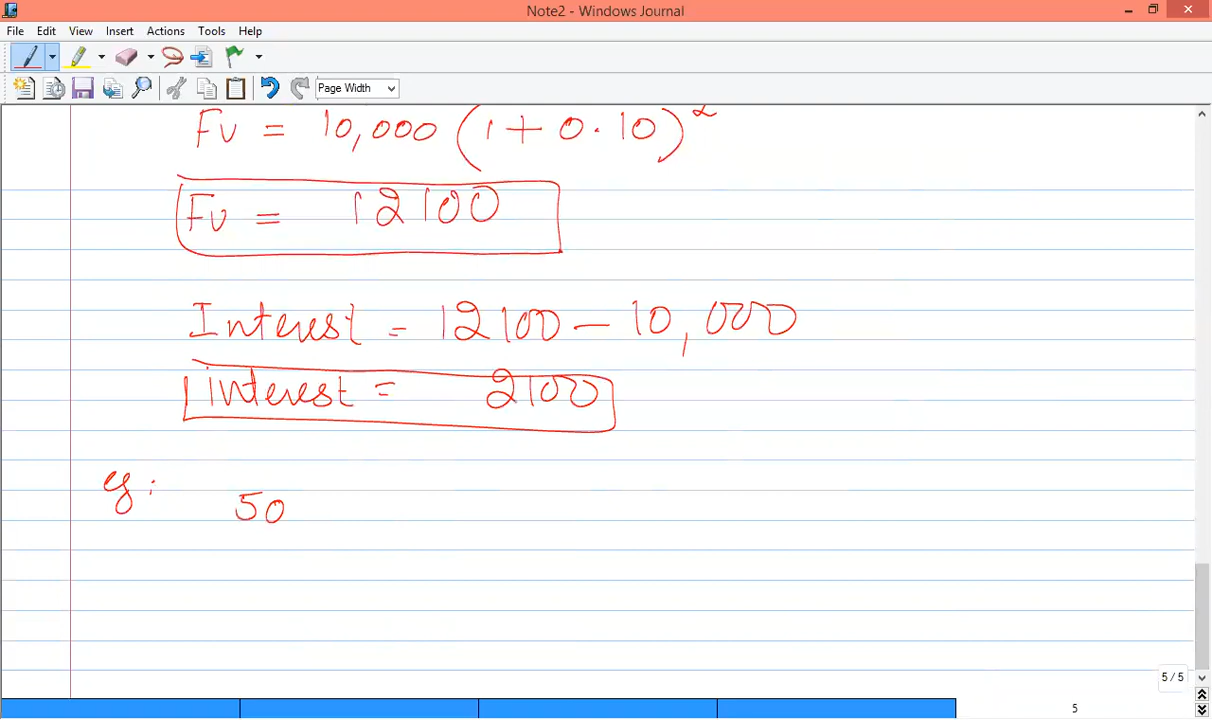 Note2 - Windows Journal
File Edit View Insert Actions Tools Help
Page Width
Fv = 10,000 (1 + 0.10)²
Fv = 12100
Interest = 12100 - 10,000
interest = 2100
eg: 50
5 / 5
5